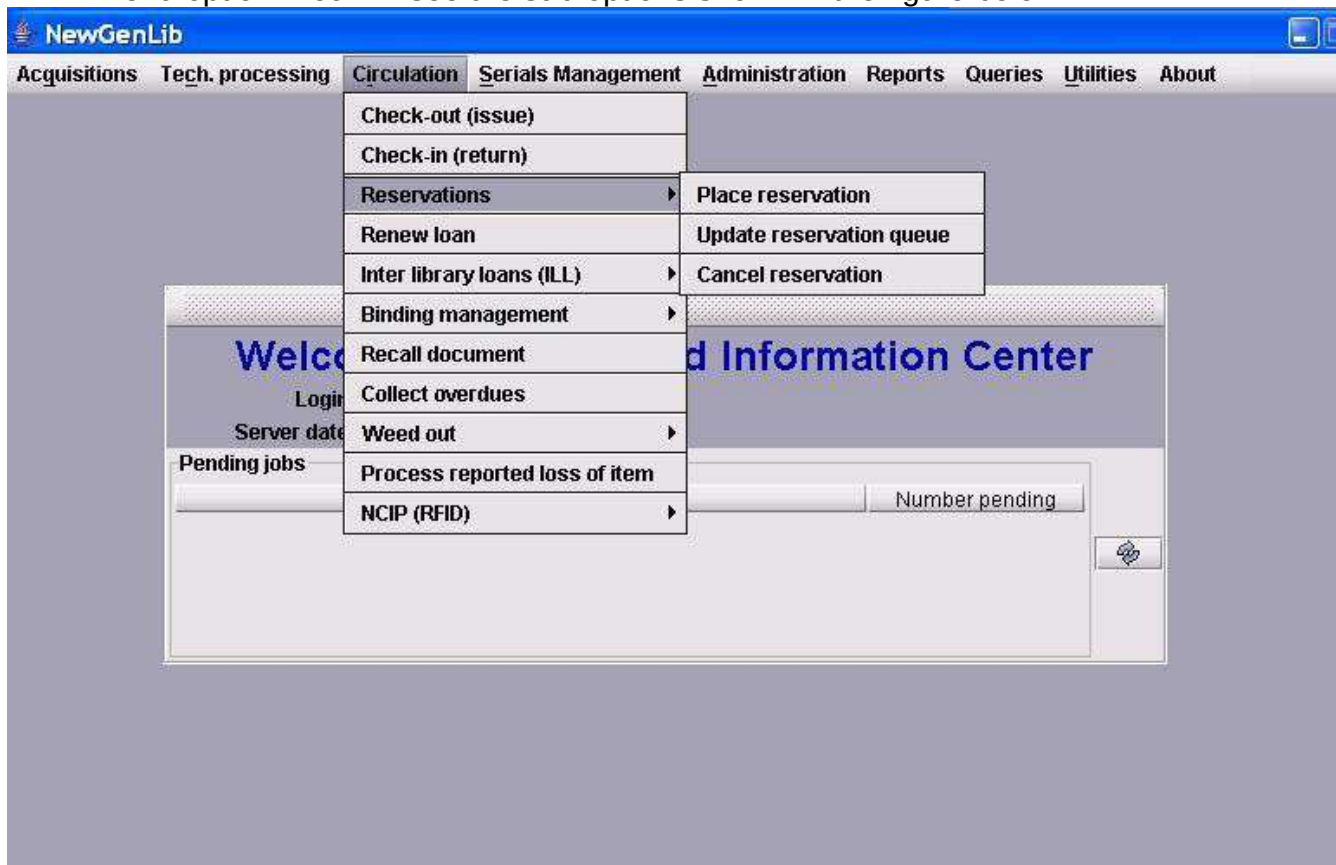 NewGenLib
Acquisitions Tech. processing Circulation Serials Management Administration Reports Queries Utilities About
Check-out (issue)
Check-in (return)
Reservations Place reservation
Renew loan Update reservation queue
Inter library loans (ILL) Cancel reservation
Binding management
Recall document d Information Center
Collect overdues
Server date Weed out
Pending jobs
Process reported loss of item
Number pending
NCIP (RFID)